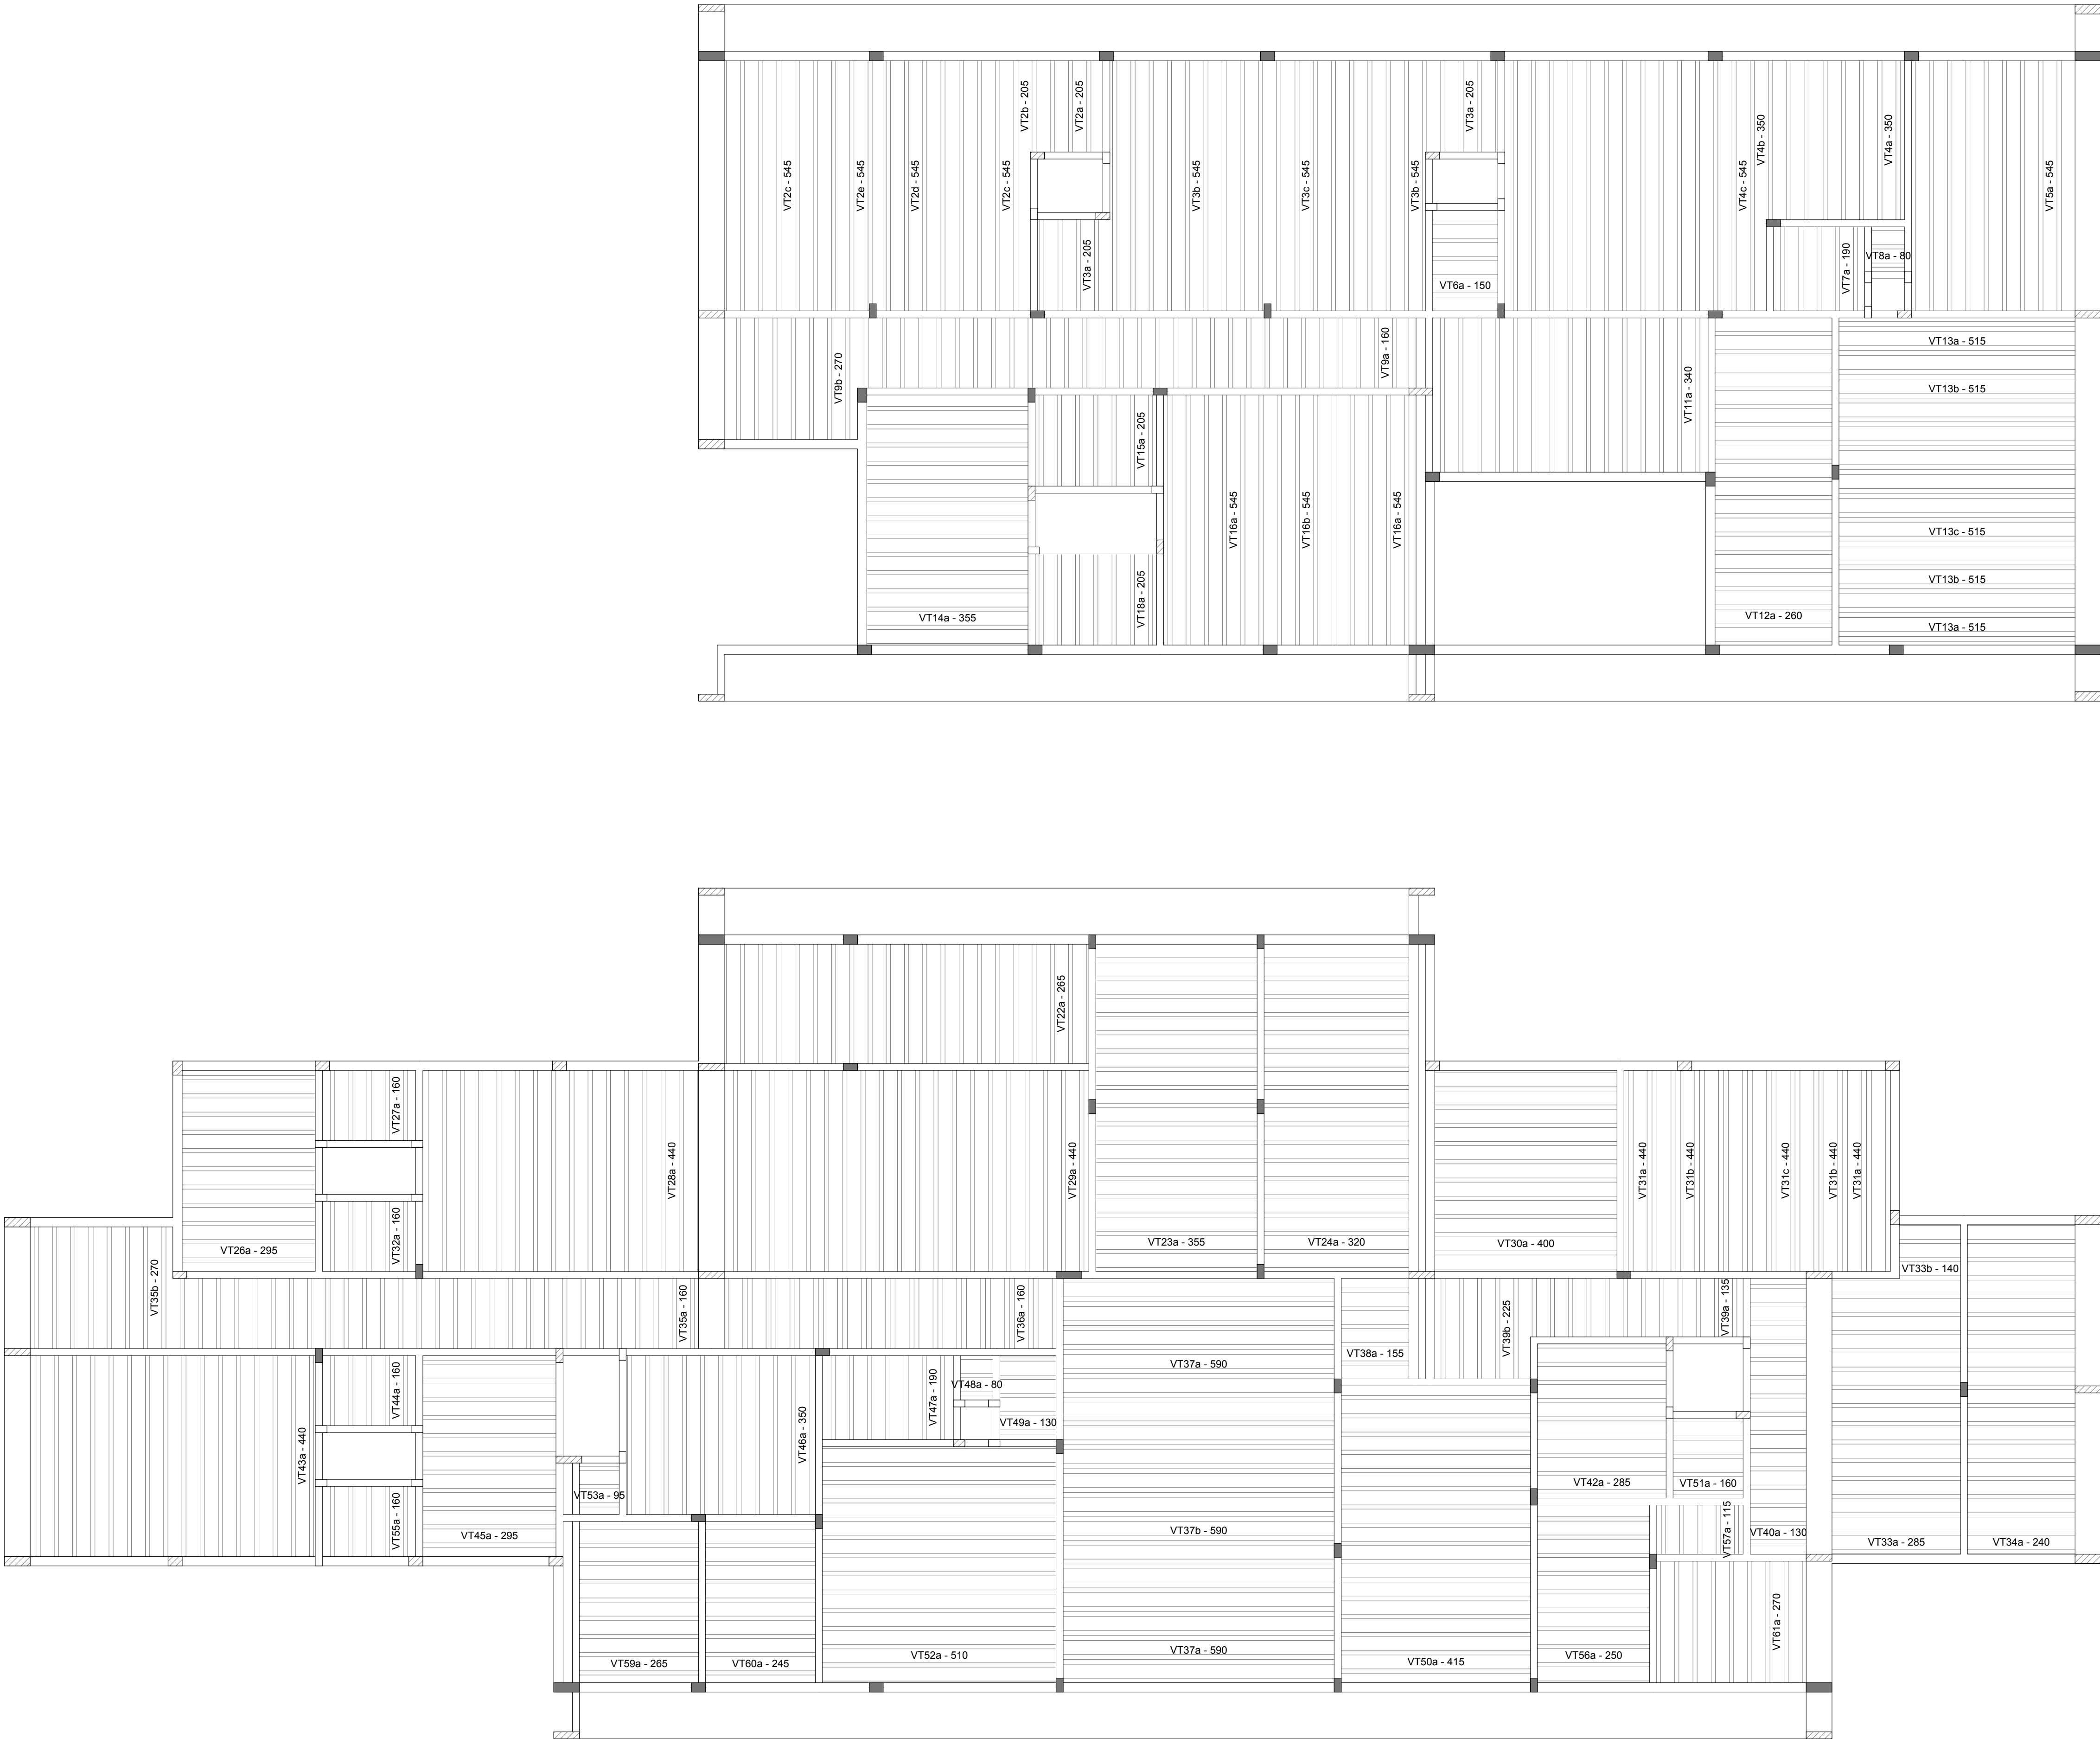 VT2b - 205
VT2a - 205
VT3a - 205
VT4b - 350
VT4a - 350
VT2c - 545
VT2e - 545
VT2d - 545
VT2c - 545
VT3b - 545
VT3c - 545
VT3b - 545
VT4c - 545
VT5a - 545
VT3a - 205
VT6a - 150
VT7a - 190
VT8a - 80
VT9b - 270
VT9a - 160
VT11a - 340
VT13a - 515
VT13b - 515
VT15a - 205
VT16a - 545
VT16b - 545
VT16a - 545
VT13c - 515
VT13b - 515
VT18a - 205
VT14a - 355
VT12a - 260
VT13a - 515
VT22a - 265
VT27a - 160
VT28a - 440
VT29a - 440
VT31a - 440
VT31b - 440
VT31c - 440
VT31b - 440
VT31a - 440
VT32a - 160
VT26a - 295
VT23a - 355
VT24a - 320
VT30a - 400
VT33b - 140
VT35b - 270
VT35a - 160
VT36a - 160
VT39b - 225
VT39a - 135
VT38a - 155
VT37a - 590
VT44a - 160
VT47a - 190
VT48a - 80
VT49a - 130
VT43a - 440
VT46a - 350
VT42a - 285
VT51a - 160
VT53a - 95
VT55a - 160
VT45a - 295
VT37b - 590
VT57a - 115
VT40a - 130
VT33a - 285
VT34a - 240
VT59a - 265
VT60a - 245
VT52a - 510
VT37a - 590
VT50a - 415
VT56a - 250
VT61a - 270